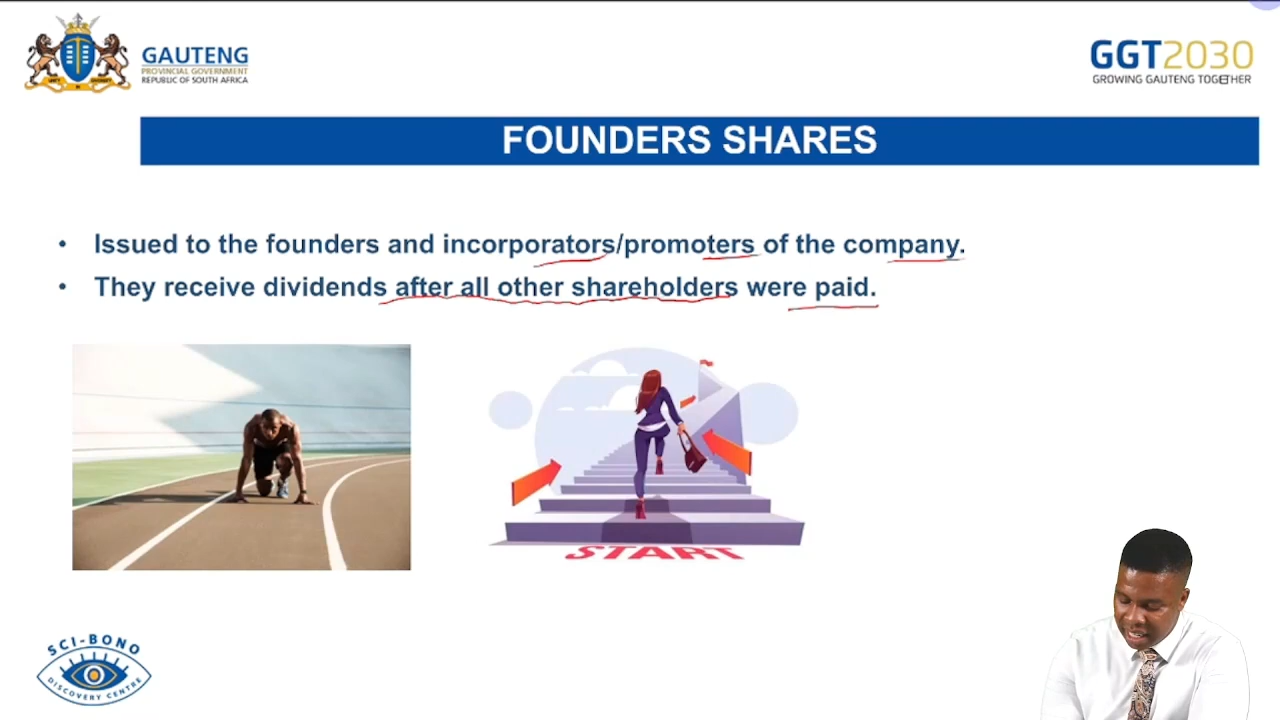 GAUTENG
PROVINCIAL GOVERNMENT
REPUBLIC OF SOUTH AFRICA
GGT2030
GROWING GAUTENG TOGETHER
FOUNDERS SHARES
• Issued to the founders and incorporators/promoters of the company.
• They receive dividends after all other shareholders were paid.
START
SCI-BONO
DISCOVERY CENTRE